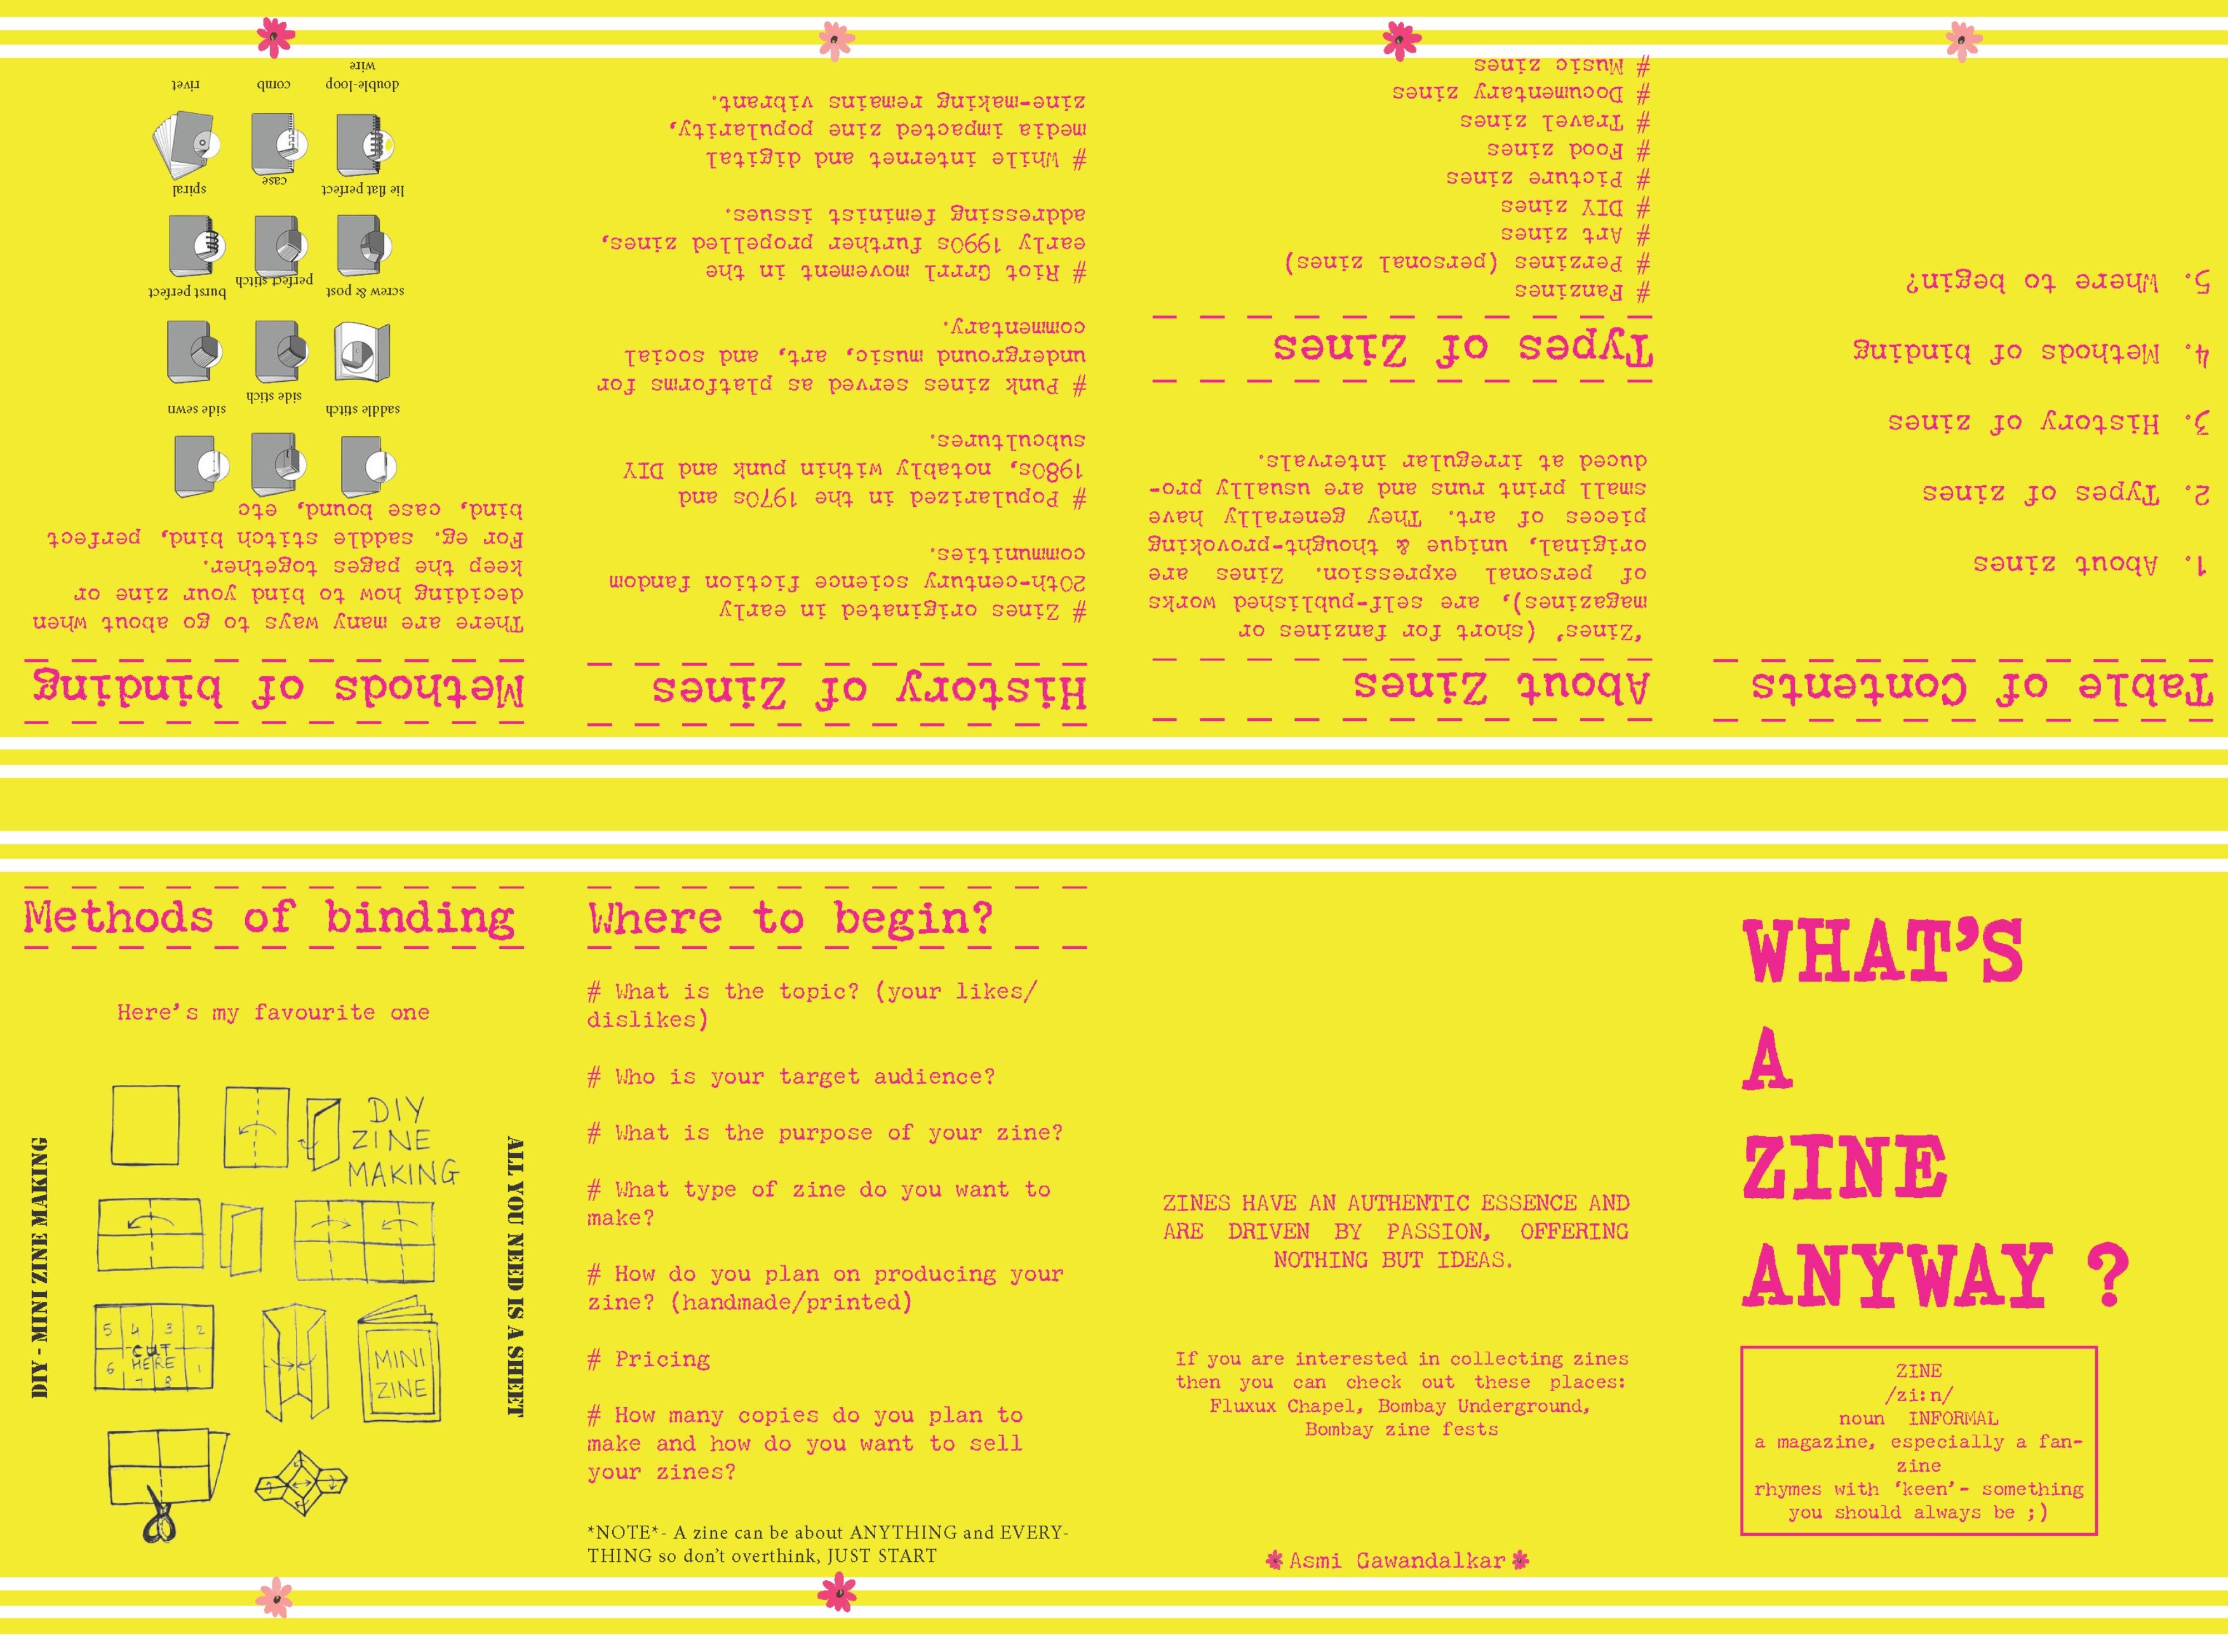 WHAT'S
A
ZINE
ANYWAY ?
ZINE
/zi:n/
noun INFORMAL
a magazine, especially a fan-
zine
rhymes with 'keen'- something
you should always be ;)
Table of Contents
1. About zines
2. Types of zines
3. History of zines
4. Methods of binding
5. Where to begin?
About Zines
'Zines' (short for fanzines or
magazines), are self-published works
of personal expression. Zines are
original, unique & thought-provoking
pieces of art. They generally have
small print runs and are usually pro-
duced at irregular intervals.
Types of Zines
# Fanzines
# Perzines (personal zines)
# Art zines
# DIY zines
# Picture zines
# Food zines
# Travel zines
# Documentary zines
# Music zines
History of Zines
# Zines originated in early
20th-century science fiction fandom
communities.
# Popularized in the 1970s and
1980s, notably within punk and DIY
subcultures.
# Punk zines served as platforms for
underground music, art, and social
commentary.
# Riot Grrrl movement in the
early 1990s further propelled zines,
addressing feminist issues.
# While internet and digital
media impacted zine popularity,
zine-making remains vibrant.
Methods of binding
There are many ways to go about when
deciding how to bind your zine or
keep the pages together.
For eg. saddle stitch bind, perfect
bind, case bound, etc
saddle stitch
side stich
side sewn
screw & post
perfect stitch
burst perfect
lie flat perfect
case
spiral
double-loop
wire
comb
rivet
Methods of binding
Here's my favourite one
DIY - MINI ZINE MAKING
DIY
ZINE
MAKING
5 4 3 2
CUT
HERE
6 7 8 1
MINI
ZINE
ALL YOU NEED IS A SHEET
Where to begin?
# What is the topic? (your likes/
dislikes)
# Who is your target audience?
# What is the purpose of your zine?
# What type of zine do you want to
make?
# How do you plan on producing your
zine? (handmade/printed)
# Pricing
# How many copies do you plan to
make and how do you want to sell
your zines?
*NOTE*- A zine can be about ANYTHING and EVERY-
THING so don't overthink, JUST START
ZINES HAVE AN AUTHENTIC ESSENCE AND
ARE DRIVEN BY PASSION, OFFERING
NOTHING BUT IDEAS.
If you are interested in collecting zines
then you can check out these places:
Fluxux Chapel, Bombay Underground,
Bombay zine fests
Asmi Gawandalkar